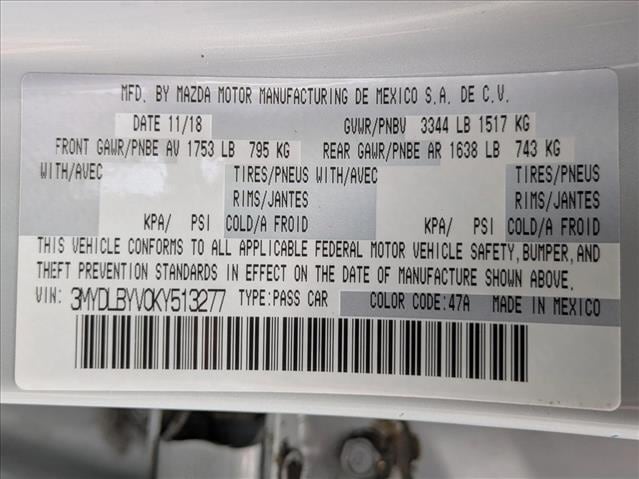 MFD. BY MAZDA MOTOR MANUFACTURING DE MEXICO S.A. DE C.V.
DATE 11/18 GVWR/PNBV 3344 LB 1517 KG
FRONT GAWR/PNBE AV 1753 LB 795 KG REAR GAWR/PNBE AR 1638 LB 743 KG
WITH/AVEC TIRES/PNEUS WITH/AVEC TIRES/PNEUS
RIMS/JANTES RIMS/JANTES
KPA/ PSI COLD/A FROID KPA/ PSI COLD/A FROID
THIS VEHICLE CONFORMS TO ALL APPLICABLE FEDERAL MOTOR VEHICLE SAFETY, BUMPER, AND
THEFT PREVENTION STANDARDS IN EFFECT ON THE DATE OF MANUFACTURE SHOWN ABOVE.
VIN: 3MYDLBYV0KY513277 TYPE:PASS CAR COLOR CODE:47A MADE IN MEXICO